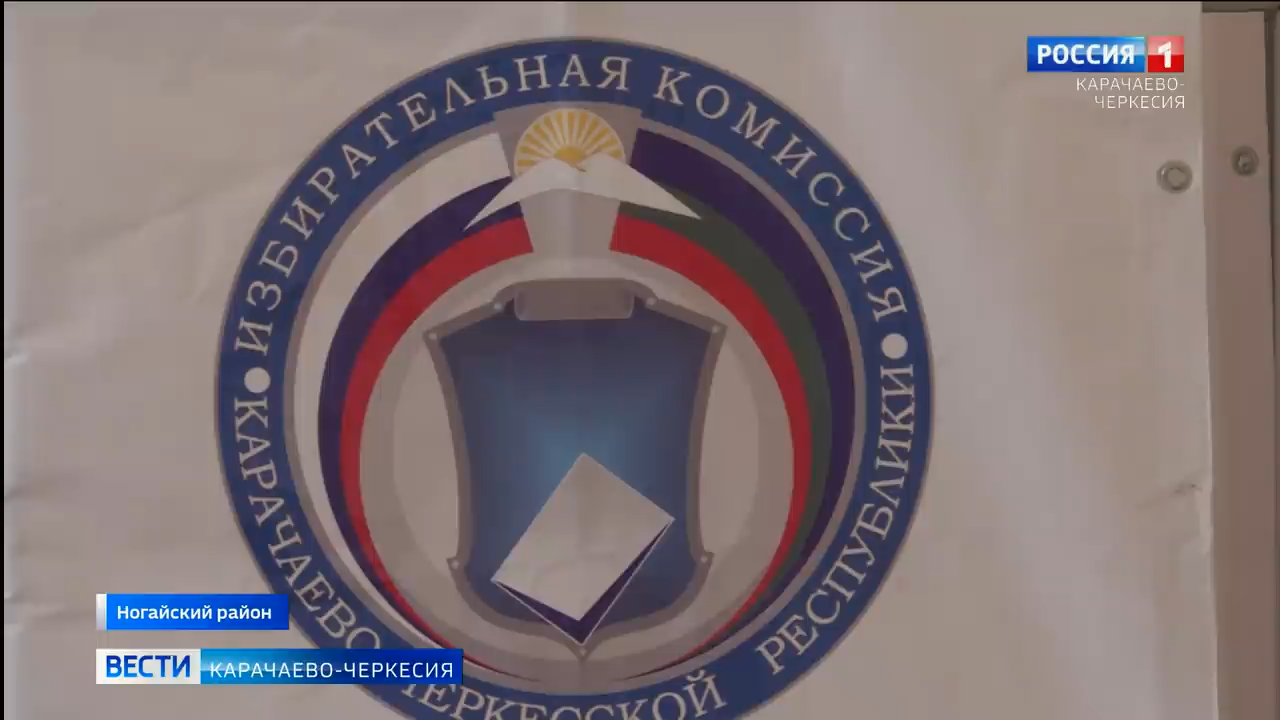 РОССИЯ 1
КАРАЧАЕВО-
ЧЕРКЕСИЯ
ИЗБИРАТЕЛЬНАЯ КОМИССИЯ
КАРАЧАЕВО-ЧЕРКЕССКОЙ РЕСПУБЛИКИ
Ногайский район
ВЕСТИ КАРАЧАЕВО-ЧЕРКЕСИЯ